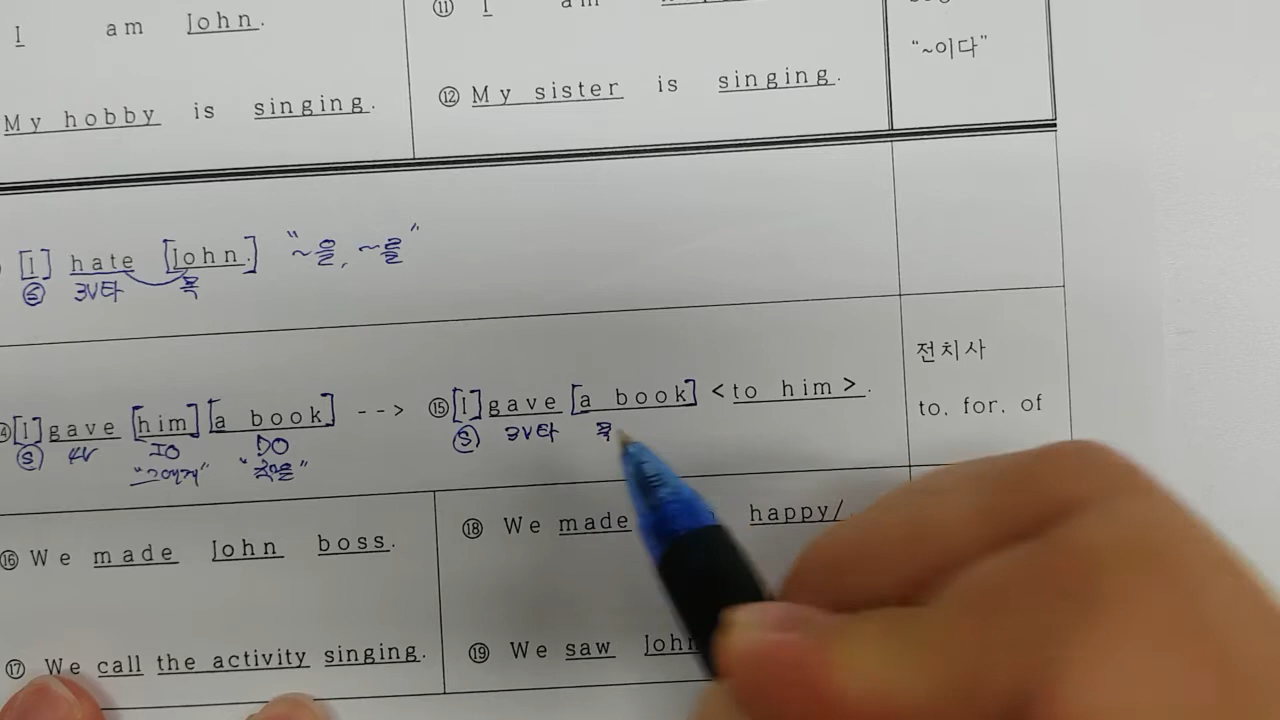 I am John.
⑪ I am
"~이다"
My hobby is singing.
⑫ My sister is singing.
[I] hate [John.] "~을, ~를"
Ⓢ 3V타 목
[I] gave [him] [a book] --> ⑮ [I] gave [a book] <to him>.
Ⓢ 4V IO DO Ⓢ 3V타 목
"그에게" "책을"
전치사
to, for, of
⑯ We made John boss.
⑱ We made happy/.
⑰ We call the activity singing.
⑲ We saw John